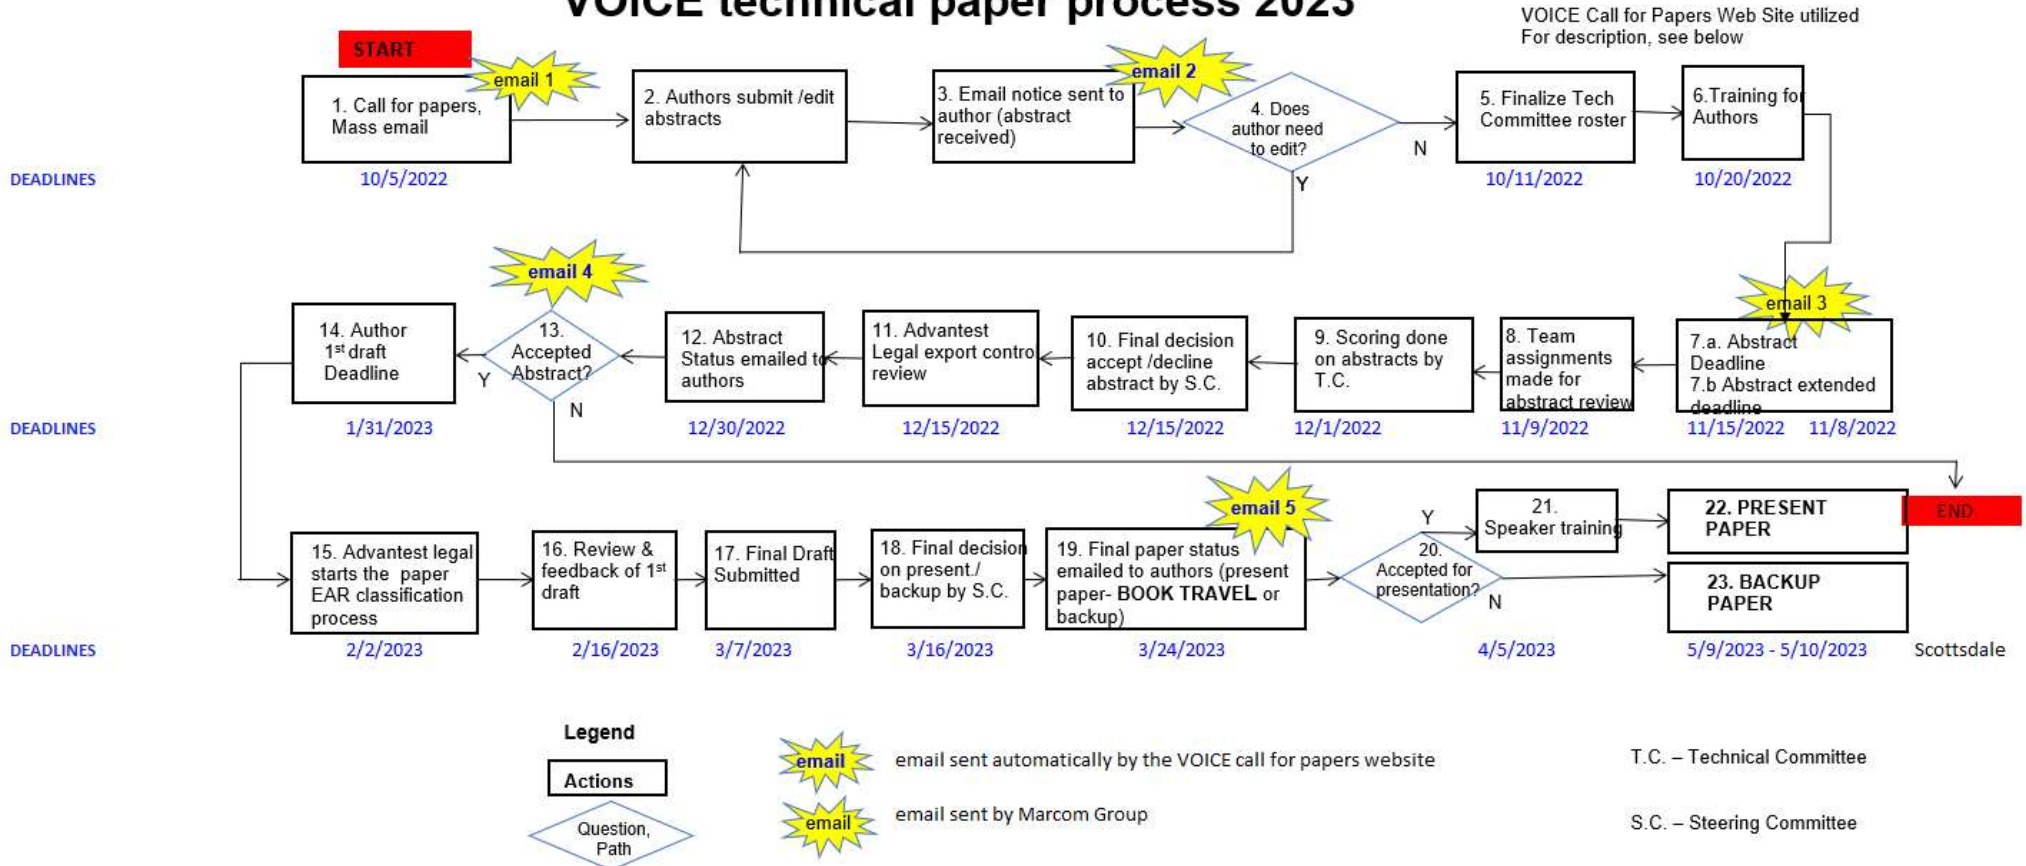 VOICE technical paper process 2023
VOICE Call for Papers Web Site utilized
For description, see below
START
email 1
email 2
1. Call for papers,
Mass email
2. Authors submit /edit
abstracts
3. Email notice sent to
author (abstract
received)
4. Does
author need
to edit?
N
Y
5. Finalize Tech
Committee roster
6.Training for
Authors
DEADLINES
10/5/2022
10/11/2022
10/20/2022
email 4
email 3
14. Author
1st draft
Deadline
Y
13.
Accepted
Abstract?
N
12. Abstract
Status emailed to
authors
11. Advantest
Legal export control
review
10. Final decision
accept /decline
abstract by S.C.
9. Scoring done
on abstracts by
T.C.
8. Team
assignments
made for
abstract review
7.a. Abstract
Deadline
7.b Abstract extended
deadline
DEADLINES
1/31/2023
12/30/2022
12/15/2022
12/15/2022
12/1/2022
11/9/2022
11/15/2022
11/8/2022
email 5
15. Advantest legal
starts the paper
EAR classification
process
16. Review &
feedback of 1st
draft
17. Final Draft
Submitted
18. Final decision
on present./
backup by S.C.
19. Final paper status
emailed to authors (present
paper- BOOK TRAVEL or
backup)
20.
Accepted for
presentation?
Y
N
21.
Speaker training
22. PRESENT
PAPER
END
23. BACKUP
PAPER
DEADLINES
2/2/2023
2/16/2023
3/7/2023
3/16/2023
3/24/2023
4/5/2023
5/9/2023 - 5/10/2023
Scottsdale
Legend
Actions
Question,
Path
email
email sent automatically by the VOICE call for papers website
email
email sent by Marcom Group
T.C. – Technical Committee
S.C. – Steering Committee